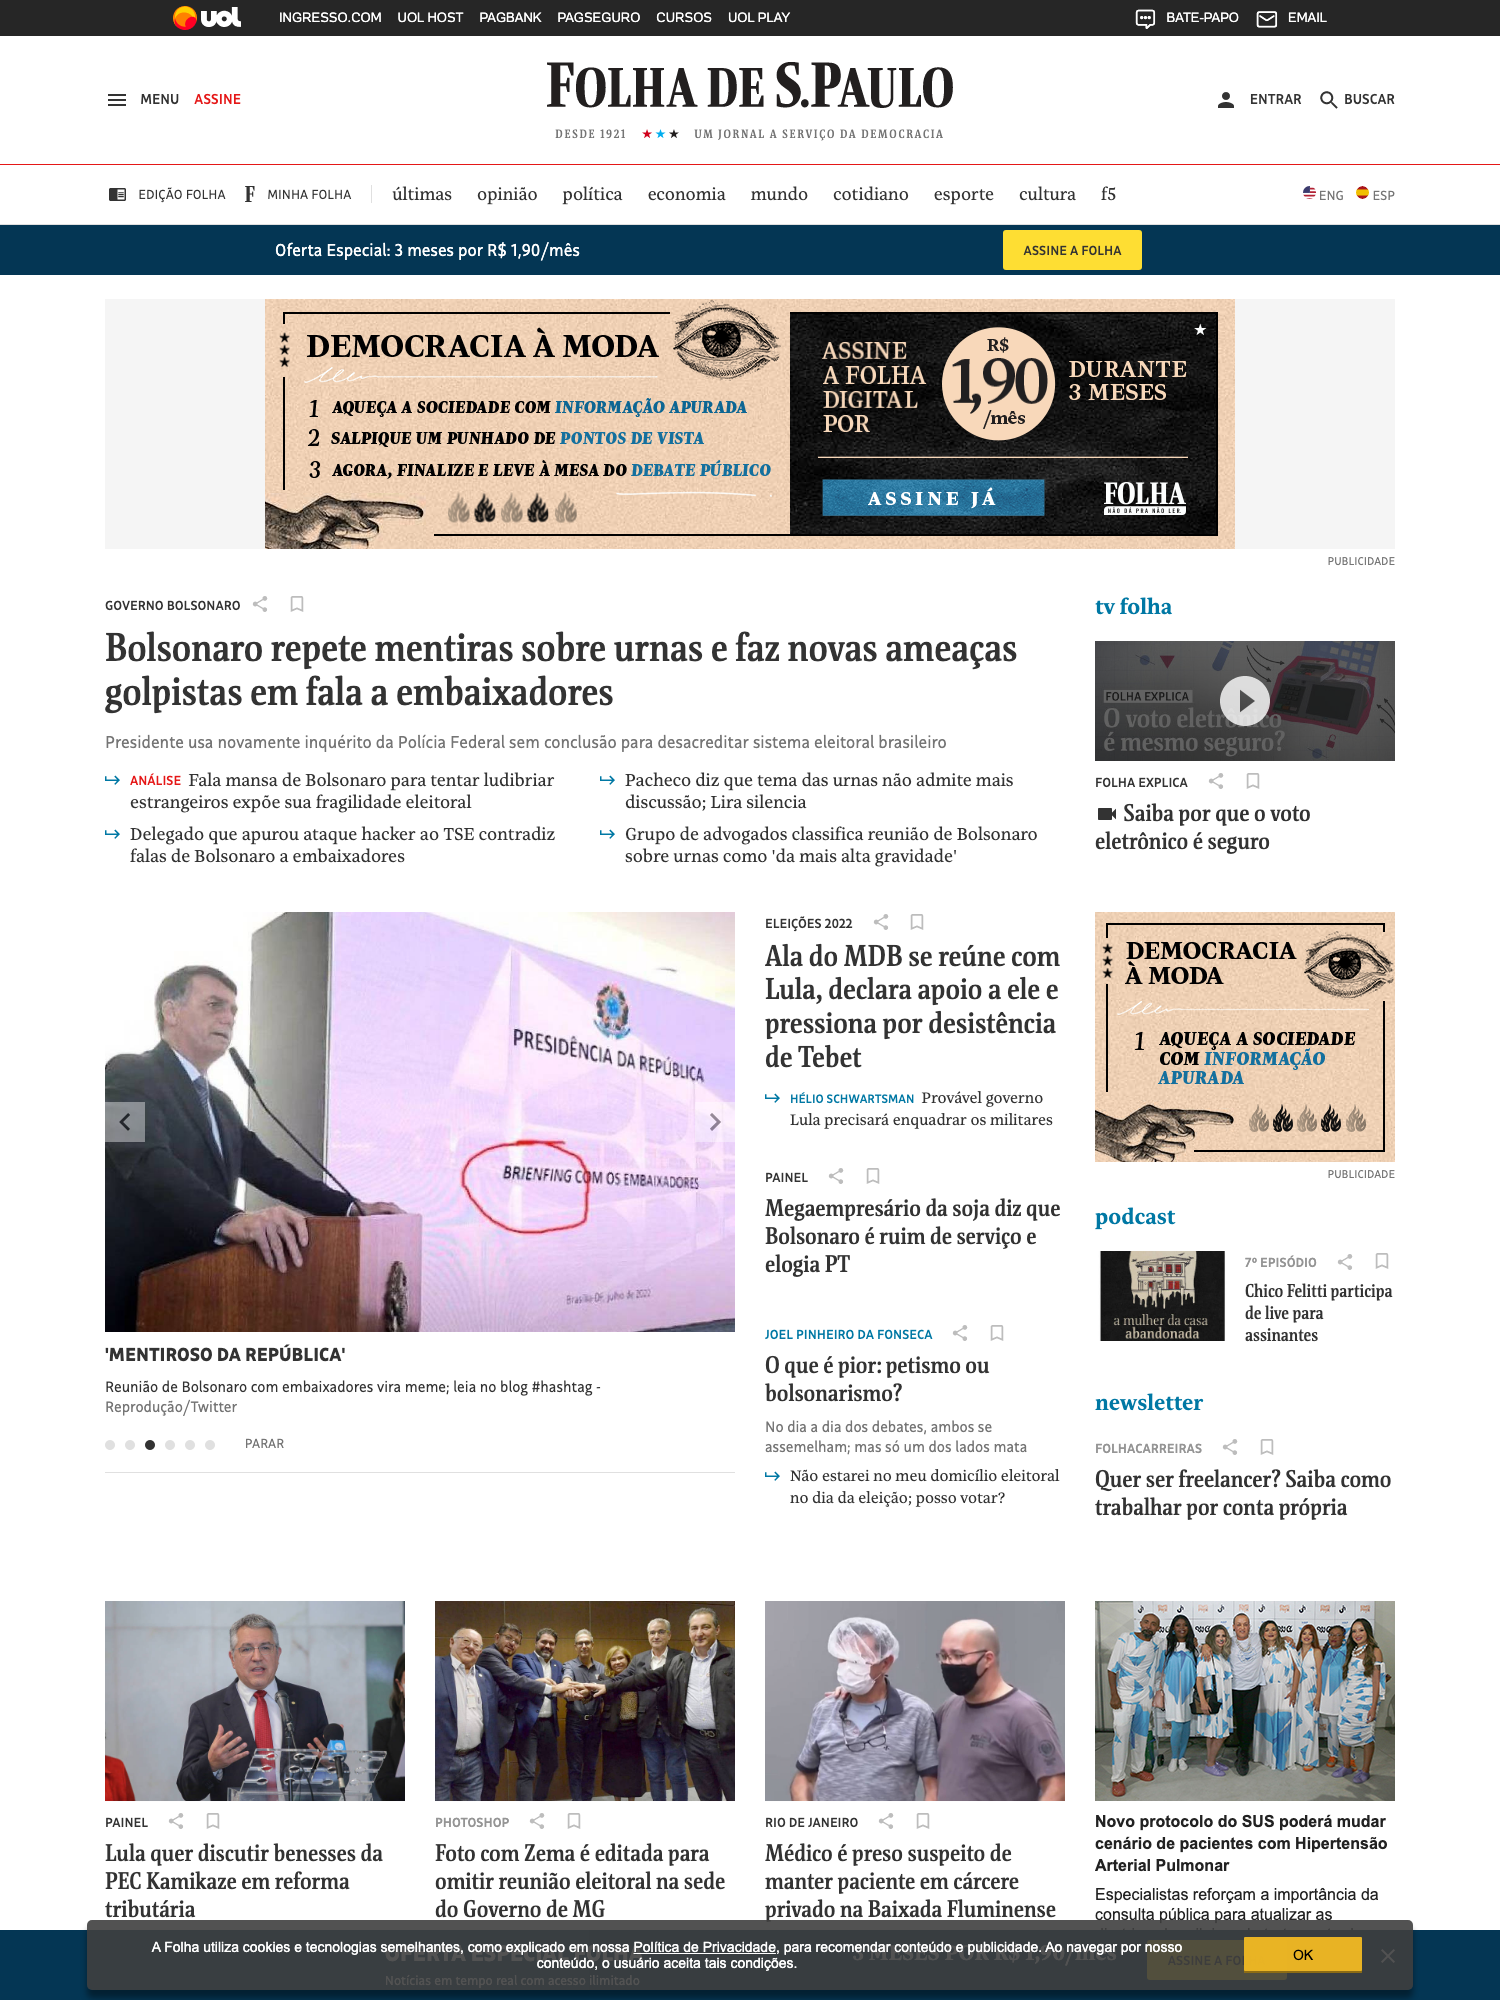 uol
INGRESSO.COM UOL HOST PAGBANK PAGSEGURO CURSOS UOL PLAY
BATE-PAPO EMAIL
MENU ASSINE
FOLHA DE S.PAULO
DESDE 1921 ★★★ UM JORNAL A SERVIÇO DA DEMOCRACIA
ENTRAR BUSCAR
EDIÇÃO FOLHA F MINHA FOLHA
últimas opinião política economia mundo cotidiano esporte cultura f5
ENG ESP
Oferta Especial: 3 meses por R$ 1,90/mês
ASSINE A FOLHA
DEMOCRACIA À MODA
1 AQUEÇA A SOCIEDADE COM INFORMAÇÃO APURADA
2 SALPIQUE UM PUNHADO DE PONTOS DE VISTA
3 AGORA, FINALIZE E LEVE À MESA DO DEBATE PÚBLICO
ASSINE
A FOLHA
DIGITAL
POR
R$
1,90
/mês
DURANTE
3 MESES
ASSINE JÁ
FOLHA
NÃO DÁ PRA NÃO LER.
PUBLICIDADE
GOVERNO BOLSONARO
Bolsonaro repete mentiras sobre urnas e faz novas ameaças
golpistas em fala a embaixadores
Presidente usa novamente inquérito da Polícia Federal sem conclusão para desacreditar sistema eleitoral brasileiro
ANÁLISE Fala mansa de Bolsonaro para tentar ludibriar
estrangeiros expõe sua fragilidade eleitoral
Delegado que apurou ataque hacker ao TSE contradiz
falas de Bolsonaro a embaixadores
Pacheco diz que tema das urnas não admite mais
discussão; Lira silencia
Grupo de advogados classifica reunião de Bolsonaro
sobre urnas como 'da mais alta gravidade'
tv folha
FOLHA EXPLICA
O voto eletrônico
é mesmo seguro?
FOLHA EXPLICA
Saiba por que o voto
eletrônico é seguro
PRESIDÊNCIA DA REPÚBLICA
BRIENFING COM OS EMBAIXADORES
Brasília-DF, julho de 2022
'MENTIROSO DA REPÚBLICA'
Reunião de Bolsonaro com embaixadores vira meme; leia no blog #hashtag -
Reprodução/Twitter
PARAR
ELEIÇÕES 2022
Ala do MDB se reúne com
Lula, declara apoio a ele e
pressiona por desistência
de Tebet
HÉLIO SCHWARTSMAN Provável governo
Lula precisará enquadrar os militares
PAINEL
Megaempresário da soja diz que
Bolsonaro é ruim de serviço e
elogia PT
JOEL PINHEIRO DA FONSECA
O que é pior: petismo ou
bolsonarismo?
No dia a dia dos debates, ambos se
assemelham; mas só um dos lados mata
Não estarei no meu domicílio eleitoral
no dia da eleição; posso votar?
DEMOCRACIA
À MODA
1 AQUEÇA A SOCIEDADE
COM INFORMAÇÃO
APURADA
PUBLICIDADE
podcast
a mulher da casa
abandonada
7º EPISÓDIO
Chico Felitti participa
de live para
assinantes
newsletter
FOLHACARREIRAS
Quer ser freelancer? Saiba como
trabalhar por conta própria
PAINEL
Lula quer discutir benesses da
PEC Kamikaze em reforma
tributária
PHOTOSHOP
Foto com Zema é editada para
omitir reunião eleitoral na sede
do Governo de MG
RIO DE JANEIRO
Médico é preso suspeito de
manter paciente em cárcere
privado na Baixada Fluminense
Novo protocolo do SUS poderá mudar
cenário de pacientes com Hipertensão
Arterial Pulmonar
Especialistas reforçam a importância da
consulta pública para atualizar as
A Folha utiliza cookies e tecnologias semelhantes, como explicado em nossa Política de Privacidade, para recomendar conteúdo e publicidade. Ao navegar por nosso
conteúdo, o usuário aceita tais condições.
OK
Notícias em tempo real com acesso ilimitado
3 MESES POR R$ 1,90/mês
ASSINE A FO